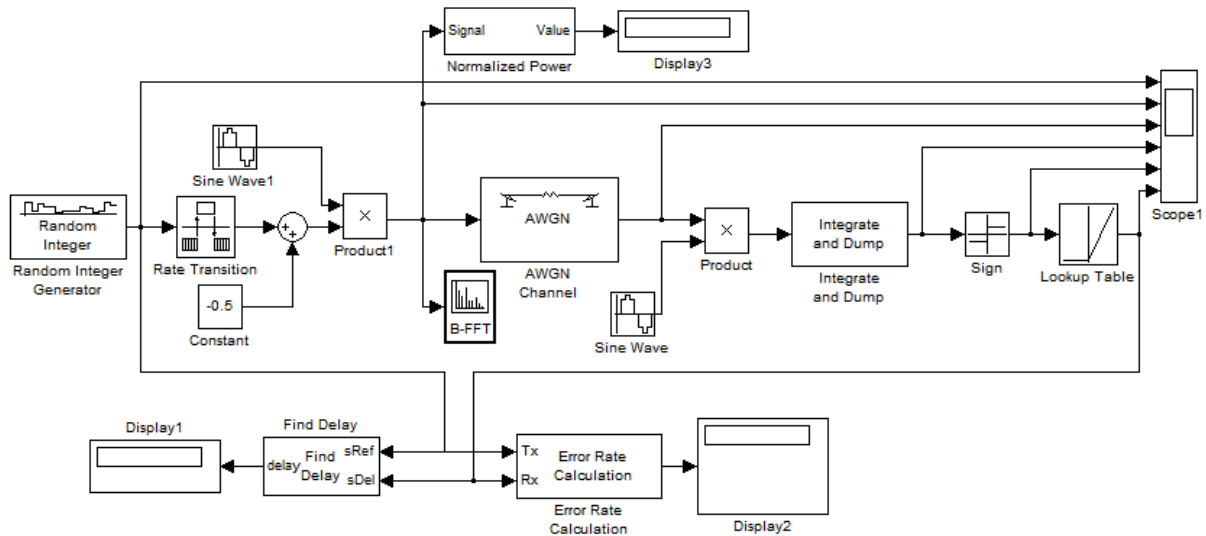 Signal
Value
Normalized Power
Display3
Sine Wave1
Random
Integer
Random Integer
Generator
Rate Transition
-0.5
Constant
Product1
AWGN
AWGN
Channel
B-FFT
Sine Wave
Product
Integrate
and Dump
Integrate
and Dump
Sign
Lookup Table
Scope1
Display1
Find Delay
delay
Find
Delay
sRef
sDel
Tx
Rx
Error Rate
Calculation
Error Rate
Calculation
Display2